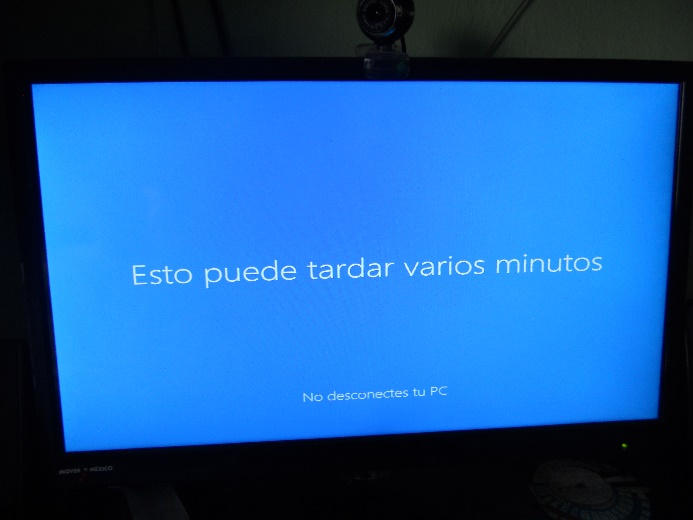 Esto puede tardar varios minutos
No desconectes tu PC